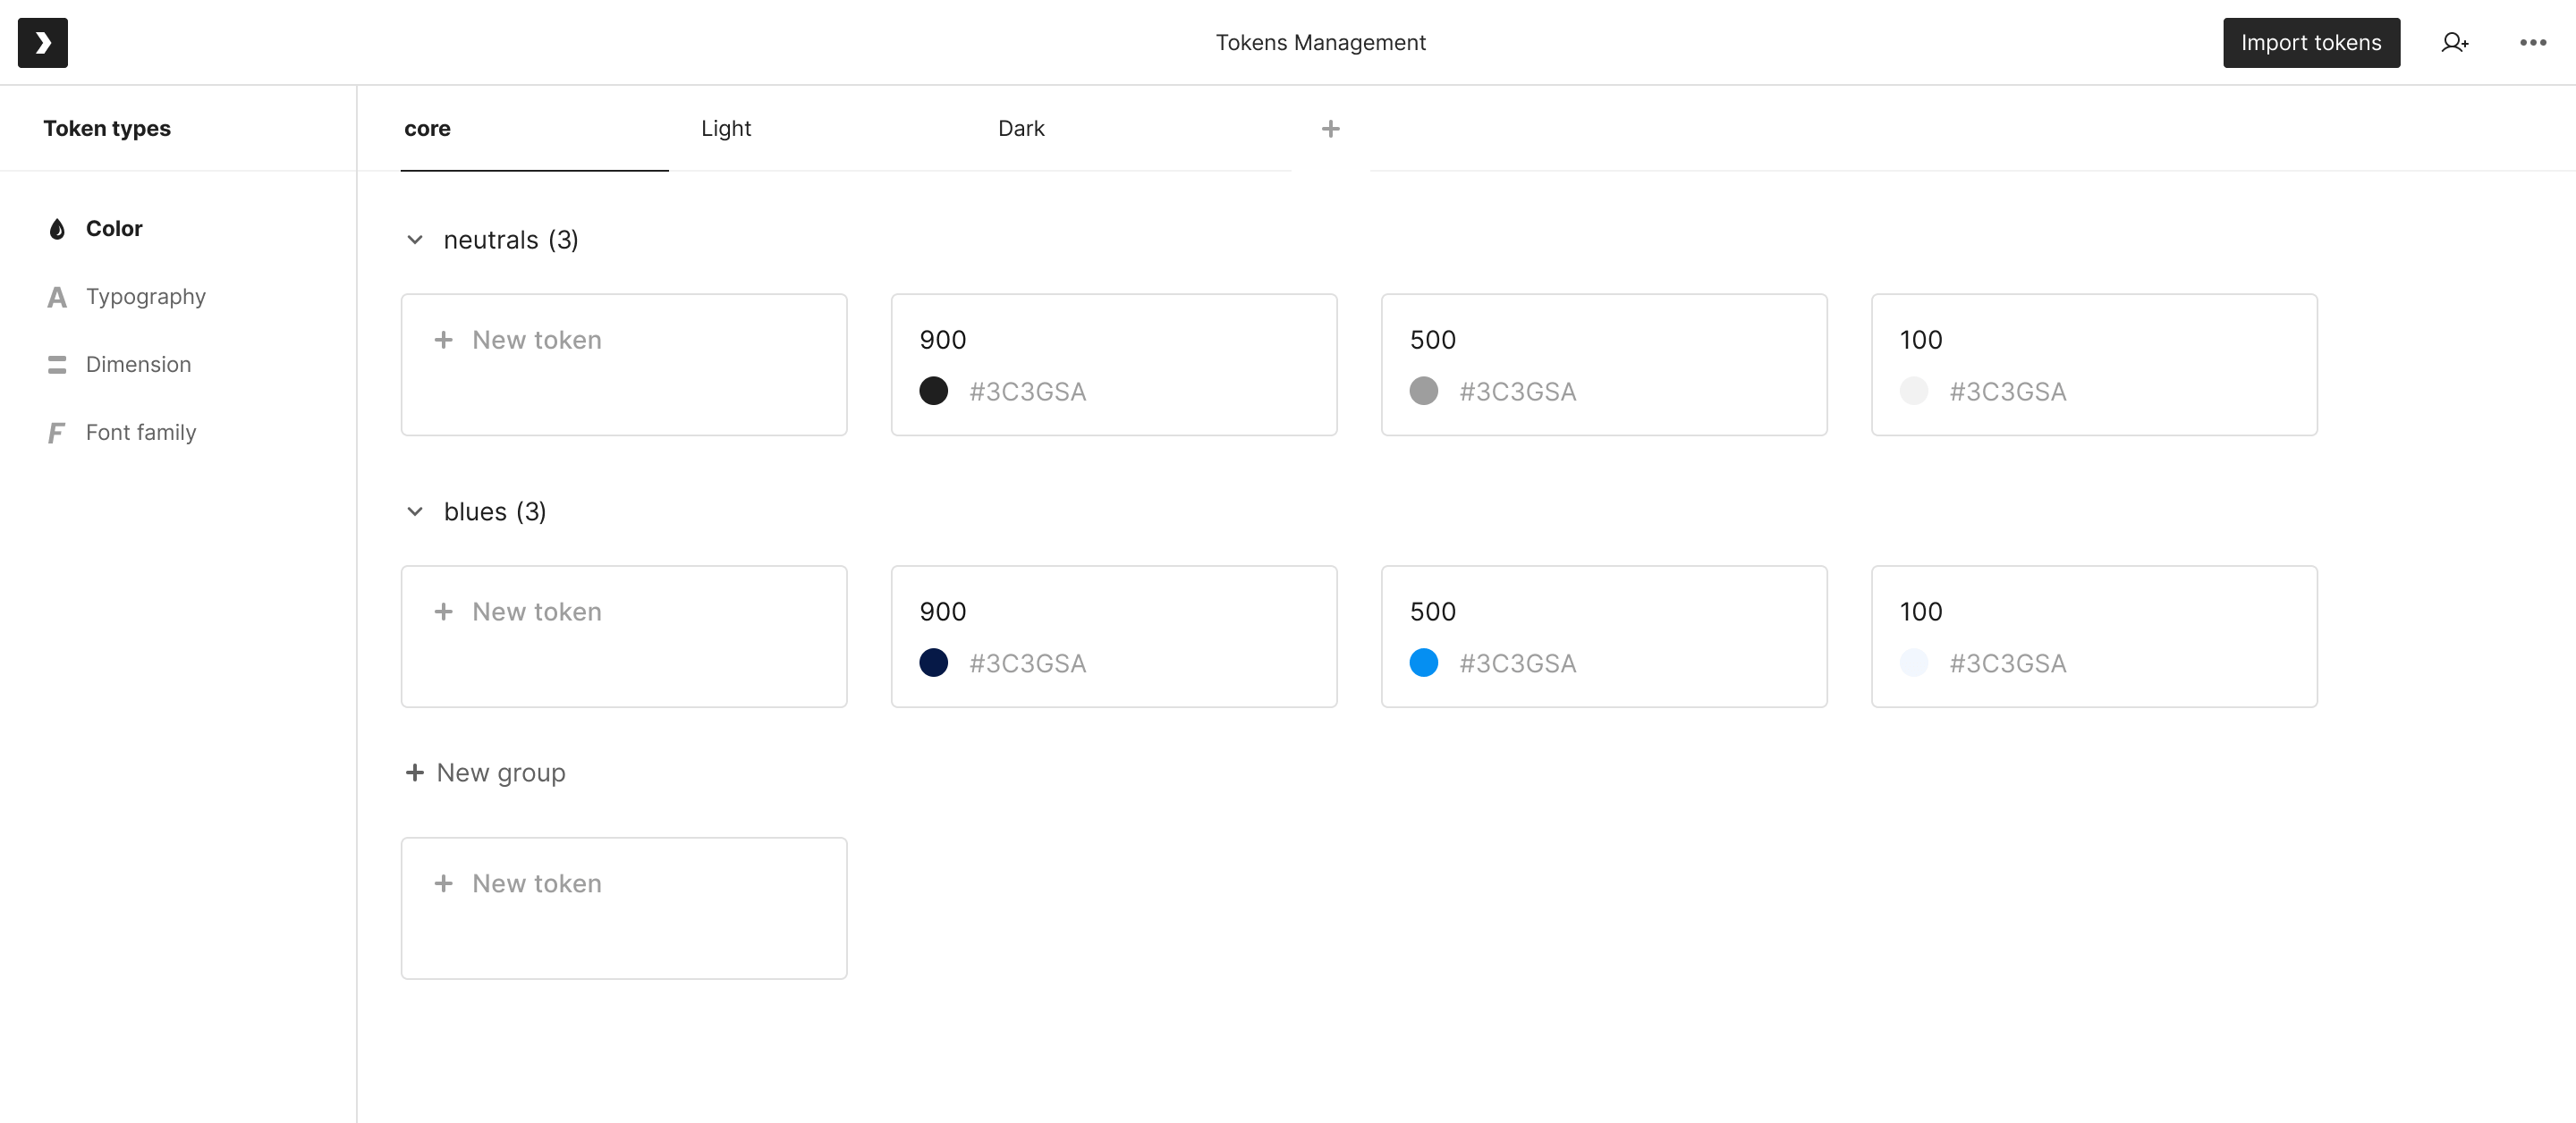 Tokens Management
Import tokens
Token types
core
Light
Dark
Color
Typography
Dimension
Font family
neutrals (3)
New token
900
#3C3GSA
500
#3C3GSA
100
#3C3GSA
blues (3)
New token
900
#3C3GSA
500
#3C3GSA
100
#3C3GSA
New group
New token